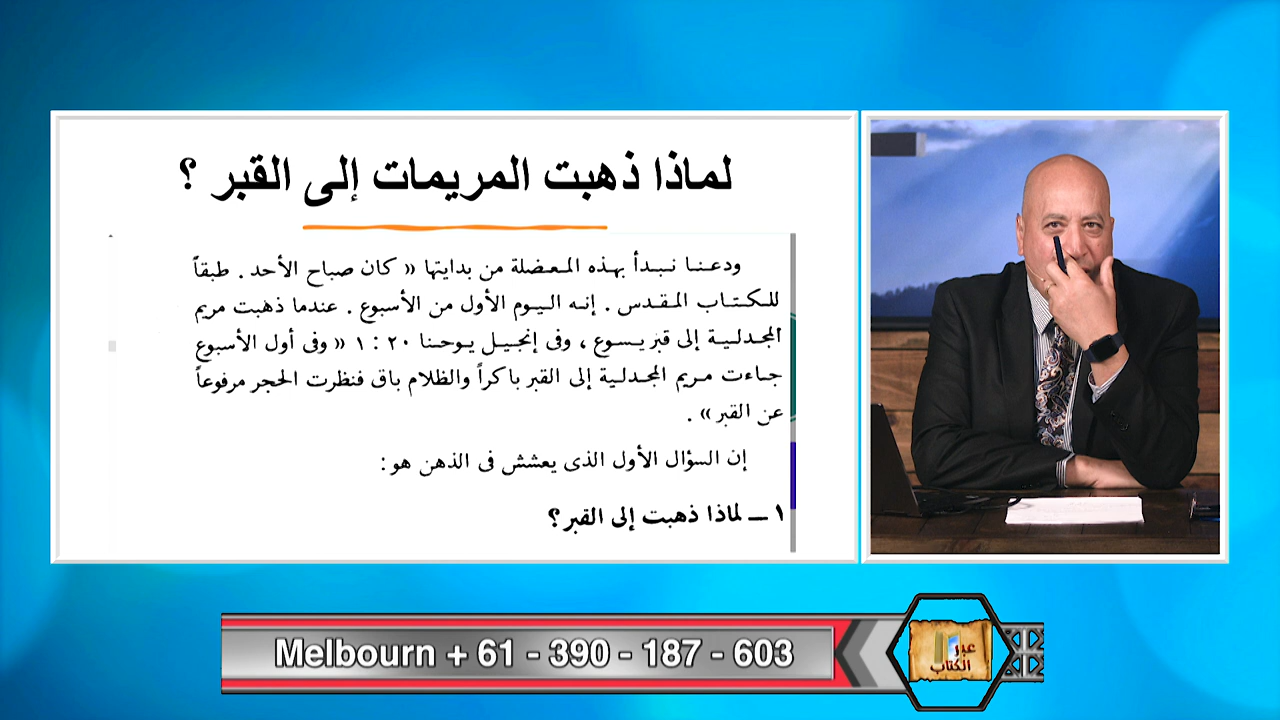 لماذا ذهبت المريمات إلى القبر ؟
ودعنا نبدأ بهذه المعضلة من بدايتها « كان صباح الأحد . طبقاً
للكتاب المقدس . إنه اليوم الأول من الأسبوع . عندما ذهبت مريم
المجدلية إلى قبر يسوع ، وفى إنجيل يوحنا ٢٠ : ١ « وفى أول الأسبوع
جاءت مريم المجدلية إلى القبر باكراً والظلام باق فنظرت الحجر مرفوعاً
عن القبر » .
إن السؤال الأول الذى يعشش فى الذهن هو :
١ ــ لماذا ذهبت إلى القبر ؟
Melbourn + 61 - 390 - 187 - 603
عبر
الكتاب